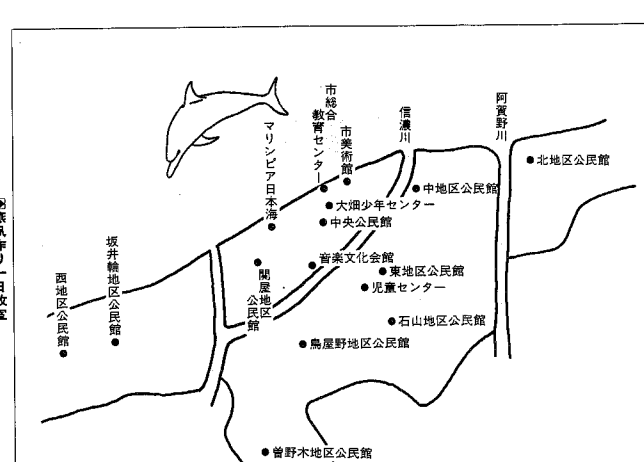 市総合
教育センター
市美術館
信濃川
阿賀野川
マリンピア日本海
北地区公民館
中地区公民館
大畑少年センター
中央公民館
坂井輪地区公民館
西地区公民館
関屋地区
公民館
音楽文化会館
東地区公民館
児童センター
石山地区公民館
鳥屋野地区公民館
曽野木地区公民館